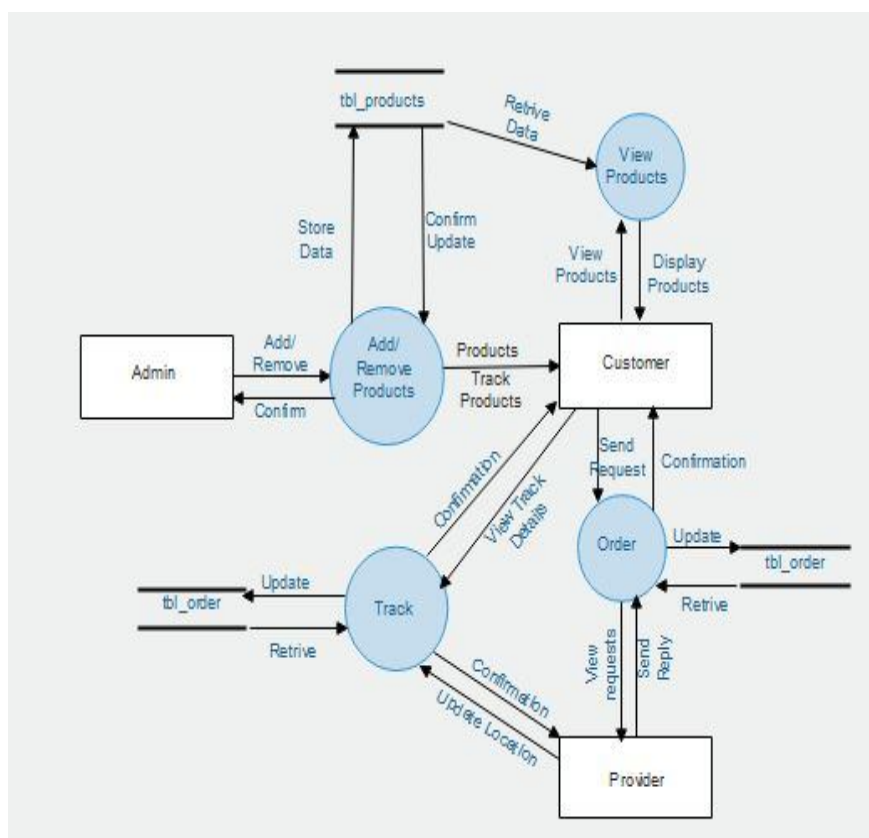 tbl_products
Retrive
Data
View
Products
Store
Data
Confirm
Update
View
Products
Display
Products
Admin
Add/
Remove
Confirm
Add/
Remove
Products
Products
Track
Products
Customer
Send
Request
Confirmation
Confirmation
View Track
Details
Order
Update
tbl_order
Retrive
Update
tbl_order
Retrive
Track
View
requests
Send
Reply
Confirmation
Update Location
Provider